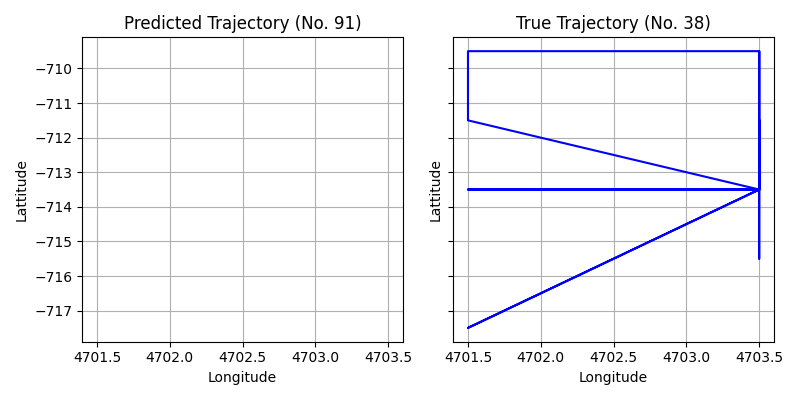 Predicted Trajectory (No. 91)
True Trajectory (No. 38)
Lattitude
−710
−711
−712
−713
−714
−715
−716
−717
4701.5 4702.0 4702.5 4703.0 4703.5
Longitude
Lattitude
4701.5 4702.0 4702.5 4703.0 4703.5
Longitude